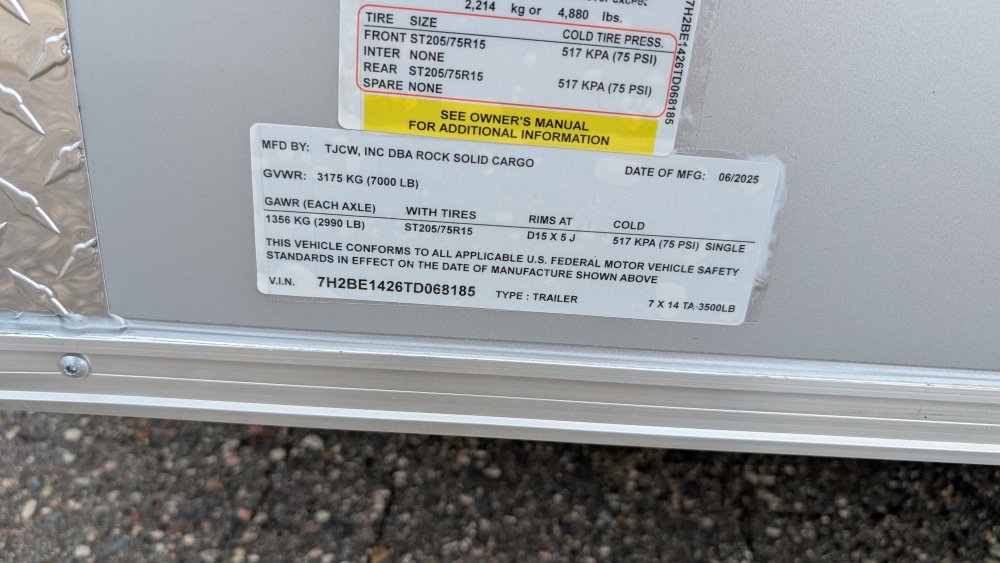 2,214 kg or 4,880 lbs.
TIRE SIZE COLD TIRE PRESS.
FRONT ST205/75R15 517 KPA (75 PSI)
INTER NONE
REAR ST205/75R15 517 KPA (75 PSI)
SPARE NONE
7H2BE1426TD068185
SEE OWNER'S MANUAL
FOR ADDITIONAL INFORMATION
MFD BY: TJCW, INC DBA ROCK SOLID CARGO DATE OF MFG: 06/2025
GVWR: 3175 KG (7000 LB)
GAWR (EACH AXLE) WITH TIRES RIMS AT COLD
1356 KG (2990 LB) ST205/75R15 D15 X 5 J 517 KPA (75 PSI) SINGLE
THIS VEHICLE CONFORMS TO ALL APPLICABLE U.S. FEDERAL MOTOR VEHICLE SAFETY
STANDARDS IN EFFECT ON THE DATE OF MANUFACTURE SHOWN ABOVE
V.I.N. 7H2BE1426TD068185 TYPE : TRAILER 7 X 14 TA-3500LB